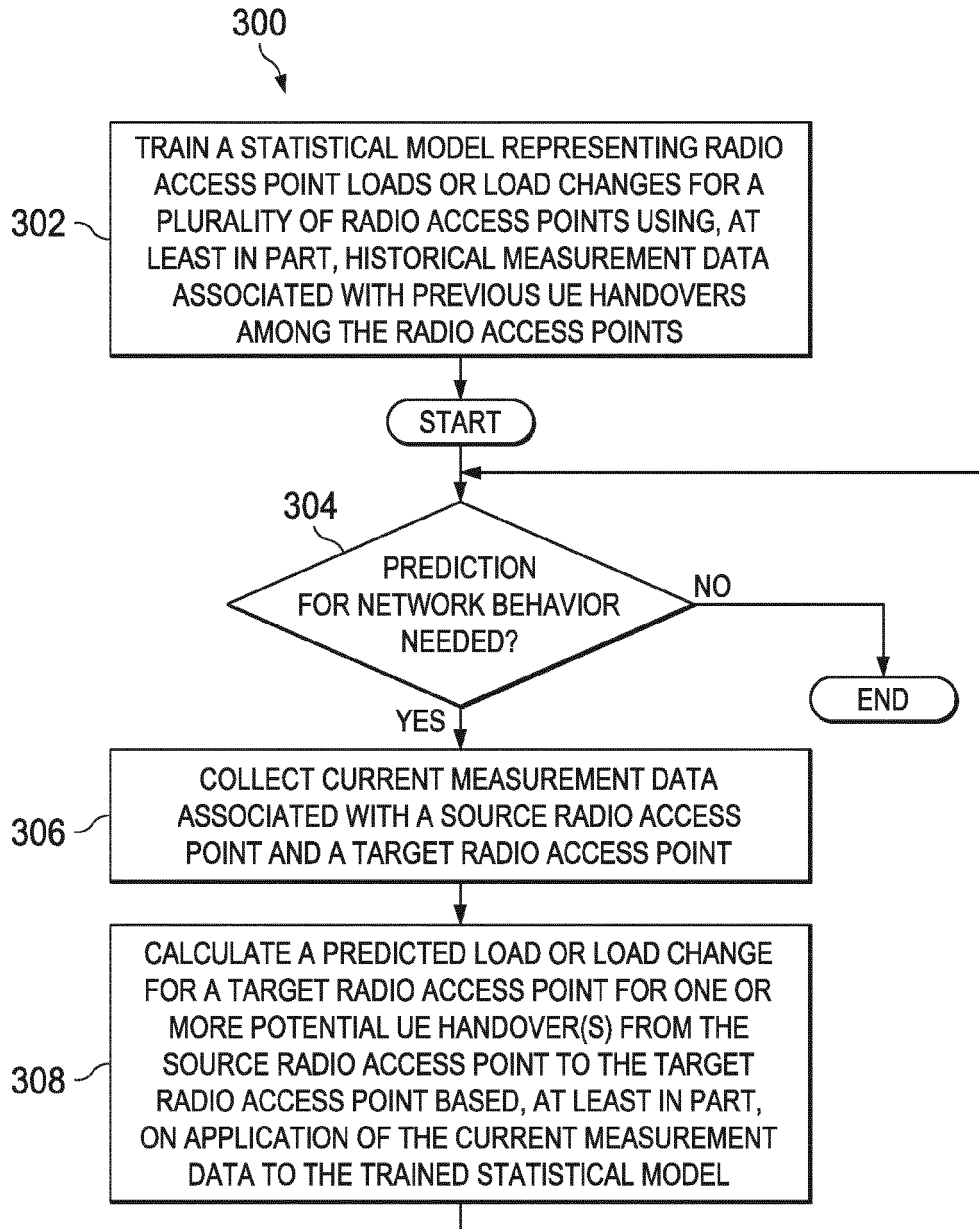 300
302
TRAIN A STATISTICAL MODEL REPRESENTING RADIO
ACCESS POINT LOADS OR LOAD CHANGES FOR A
PLURALITY OF RADIO ACCESS POINTS USING, AT
LEAST IN PART, HISTORICAL MEASUREMENT DATA
ASSOCIATED WITH PREVIOUS UE HANDOVERS
AMONG THE RADIO ACCESS POINTS
START
304
PREDICTION
FOR NETWORK BEHAVIOR
NEEDED?
NO
END
YES
306
COLLECT CURRENT MEASUREMENT DATA
ASSOCIATED WITH A SOURCE RADIO ACCESS
POINT AND A TARGET RADIO ACCESS POINT
308
CALCULATE A PREDICTED LOAD OR LOAD CHANGE
FOR A TARGET RADIO ACCESS POINT FOR ONE OR
MORE POTENTIAL UE HANDOVER(S) FROM THE
SOURCE RADIO ACCESS POINT TO THE TARGET
RADIO ACCESS POINT BASED, AT LEAST IN PART,
ON APPLICATION OF THE CURRENT MEASUREMENT
DATA TO THE TRAINED STATISTICAL MODEL